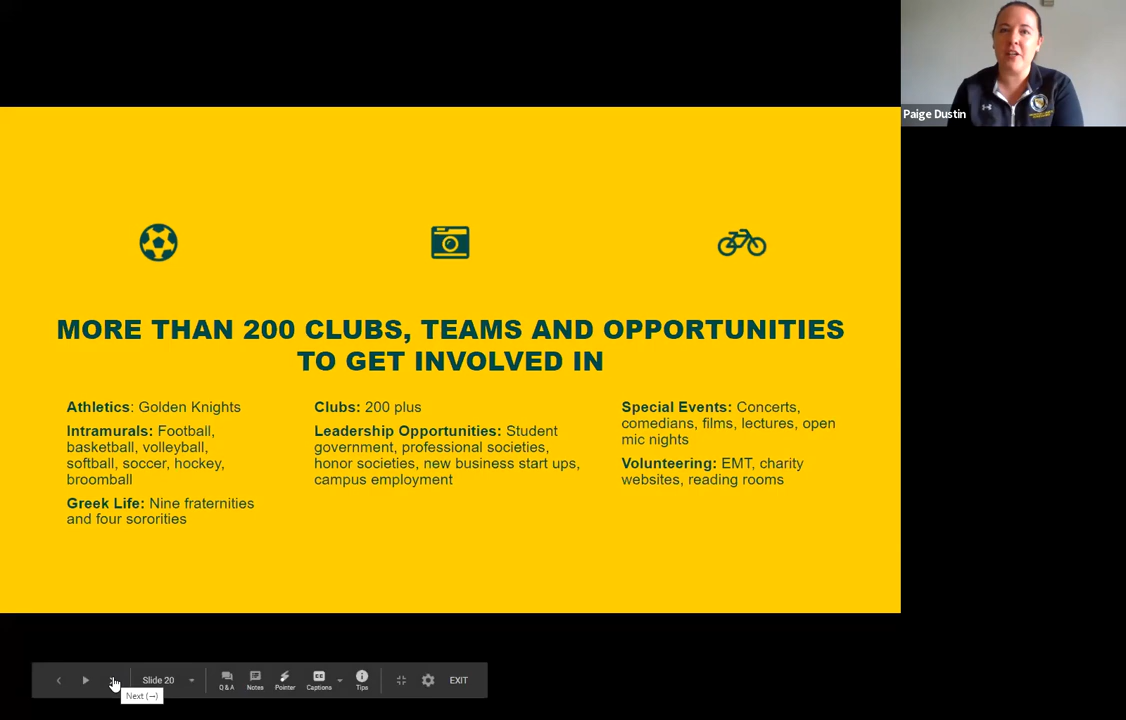 Paige Dustin
MORE THAN 200 CLUBS, TEAMS AND OPPORTUNITIES
TO GET INVOLVED IN
Athletics: Golden Knights
Intramurals: Football,
basketball, volleyball,
softball, soccer, hockey,
broomball
Greek Life: Nine fraternities
and four sororities
Clubs: 200 plus
Leadership Opportunities: Student
government, professional societies,
honor societies, new business start ups,
campus employment
Special Events: Concerts,
comedians, films, lectures, open
mic nights
Volunteering: EMT, charity
websites, reading rooms
Slide 20
Q & A
Notes
Pointer
CC
Captions
Tips
EXIT
Next (→)